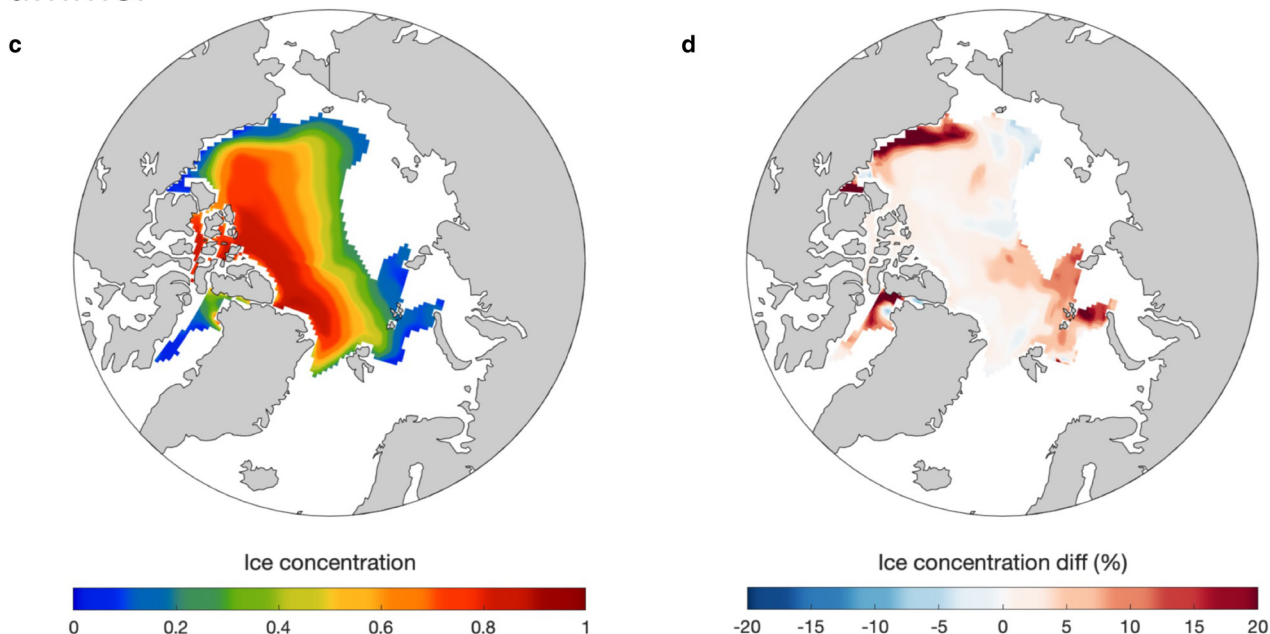 c
d
Ice concentration
0 0.2 0.4 0.6 0.8 1
Ice concentration diff (%)
-20 -15 -10 -5 0 5 10 15 20